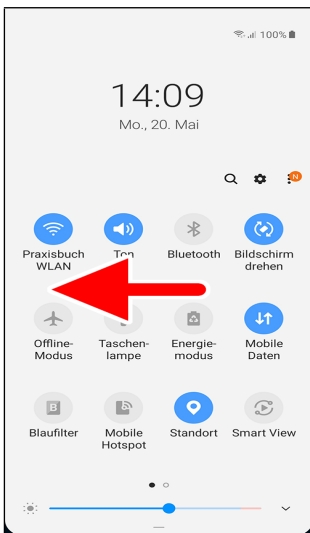 100%
14:09
Mo., 20. Mai
N
Praxisbuch WLAN
Ton
Bluetooth
Bildschirm drehen
Offline-Modus
Taschen-lampe
Energie-modus
Mobile Daten
Blaufilter
Mobile Hotspot
Standort
Smart View